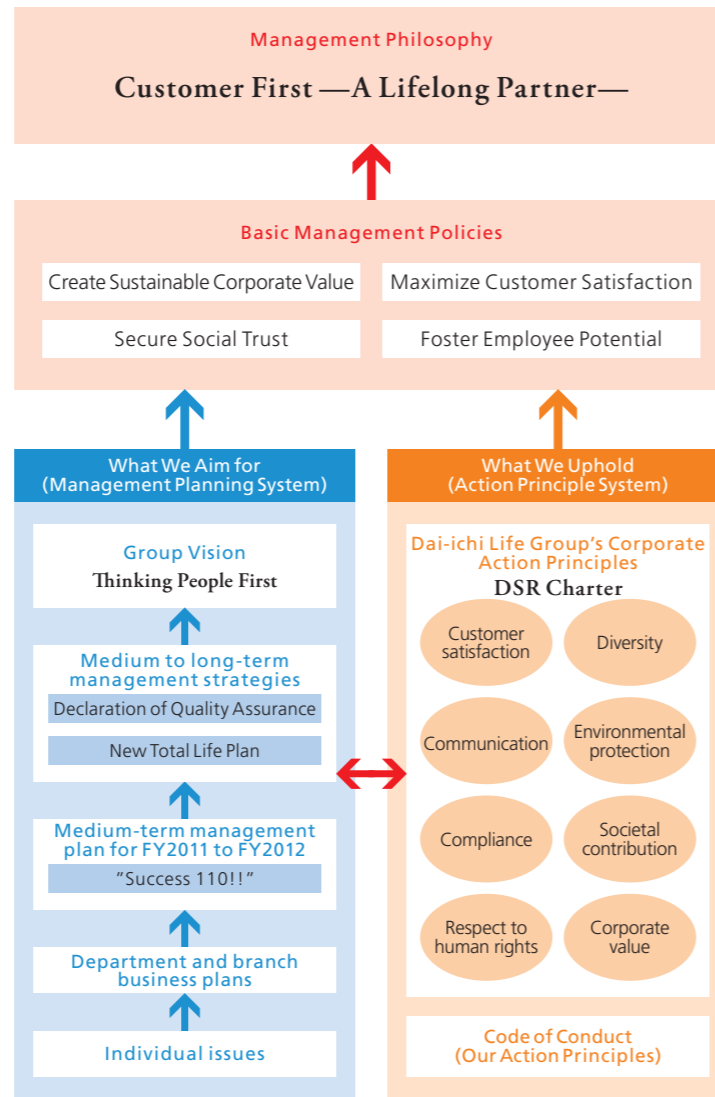 Management Philosophy
Customer First —A Lifelong Partner—
Basic Management Policies
Create Sustainable Corporate Value
Maximize Customer Satisfaction
Secure Social Trust
Foster Employee Potential
What We Aim for
(Management Planning System)
Group Vision
Thinking People First
Medium to long-term
management strategies
Declaration of Quality Assurance
New Total Life Plan
Medium-term management
plan for FY2011 to FY2012
“Success 110!!”
Department and branch
business plans
Individual issues
What We Uphold
(Action Principle System)
Dai-ichi Life Group’s Corporate
Action Principles
DSR Charter
Customer
satisfaction
Diversity
Communication
Environmental
protection
Compliance
Societal
contribution
Respect to
human rights
Corporate
value
Code of Conduct
(Our Action Principles)